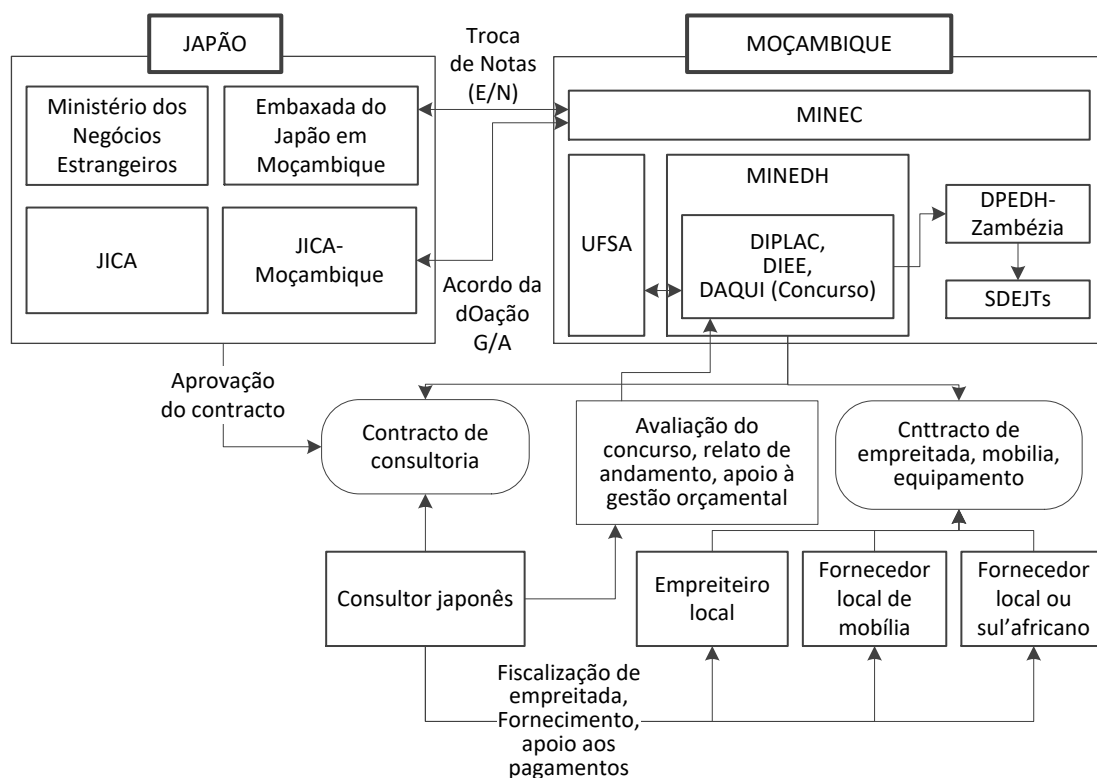 JAPÃO
Troca
de Notas
(E/N)
MOÇAMBIQUE
Ministério dos
Negócios
Estrangeiros
Embaxada do
Japão em
Moçambique
MINEC
JICA
JICA-
Moçambique
Acordo da
dOação
G/A
UFSA
MINEDH
DIPLAC,
DIEE,
DAQUI (Concurso)
DPEDH-
Zambézia
SDEJTs
Aprovação
do contracto
Contracto de
consultoria
Avaliação do
concurso, relato de
andamento, apoio à
gestão orçamental
Cnttracto de
empreitada, mobilia,
equipamento
Consultor japonês
Empreiteiro
local
Fornecedor
local de
mobília
Fornecedor
local ou
sul’africano
Fiscalização de
empreitada,
Fornecimento,
apoio aos
pagamentos